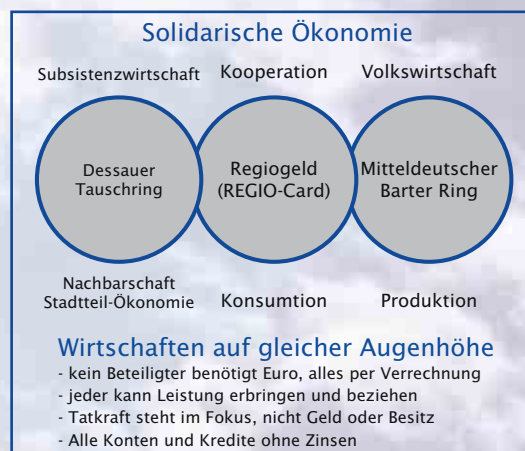 Solidarische Ökonomie
Subsistenzwirtschaft Kooperation Volkswirtschaft
Dessauer
Tauschring
Regiogeld
(REGIO-Card)
Mitteldeutscher
Barter Ring
Nachbarschaft
Stadtteil-Ökonomie
Konsumtion
Produktion
Wirtschaften auf gleicher Augenhöhe
- kein Beteiligter benötigt Euro, alles per Verrechnung
- jeder kann Leistung erbringen und beziehen
- Tatkraft steht im Fokus, nicht Geld oder Besitz
- Alle Konten und Kredite ohne Zinsen